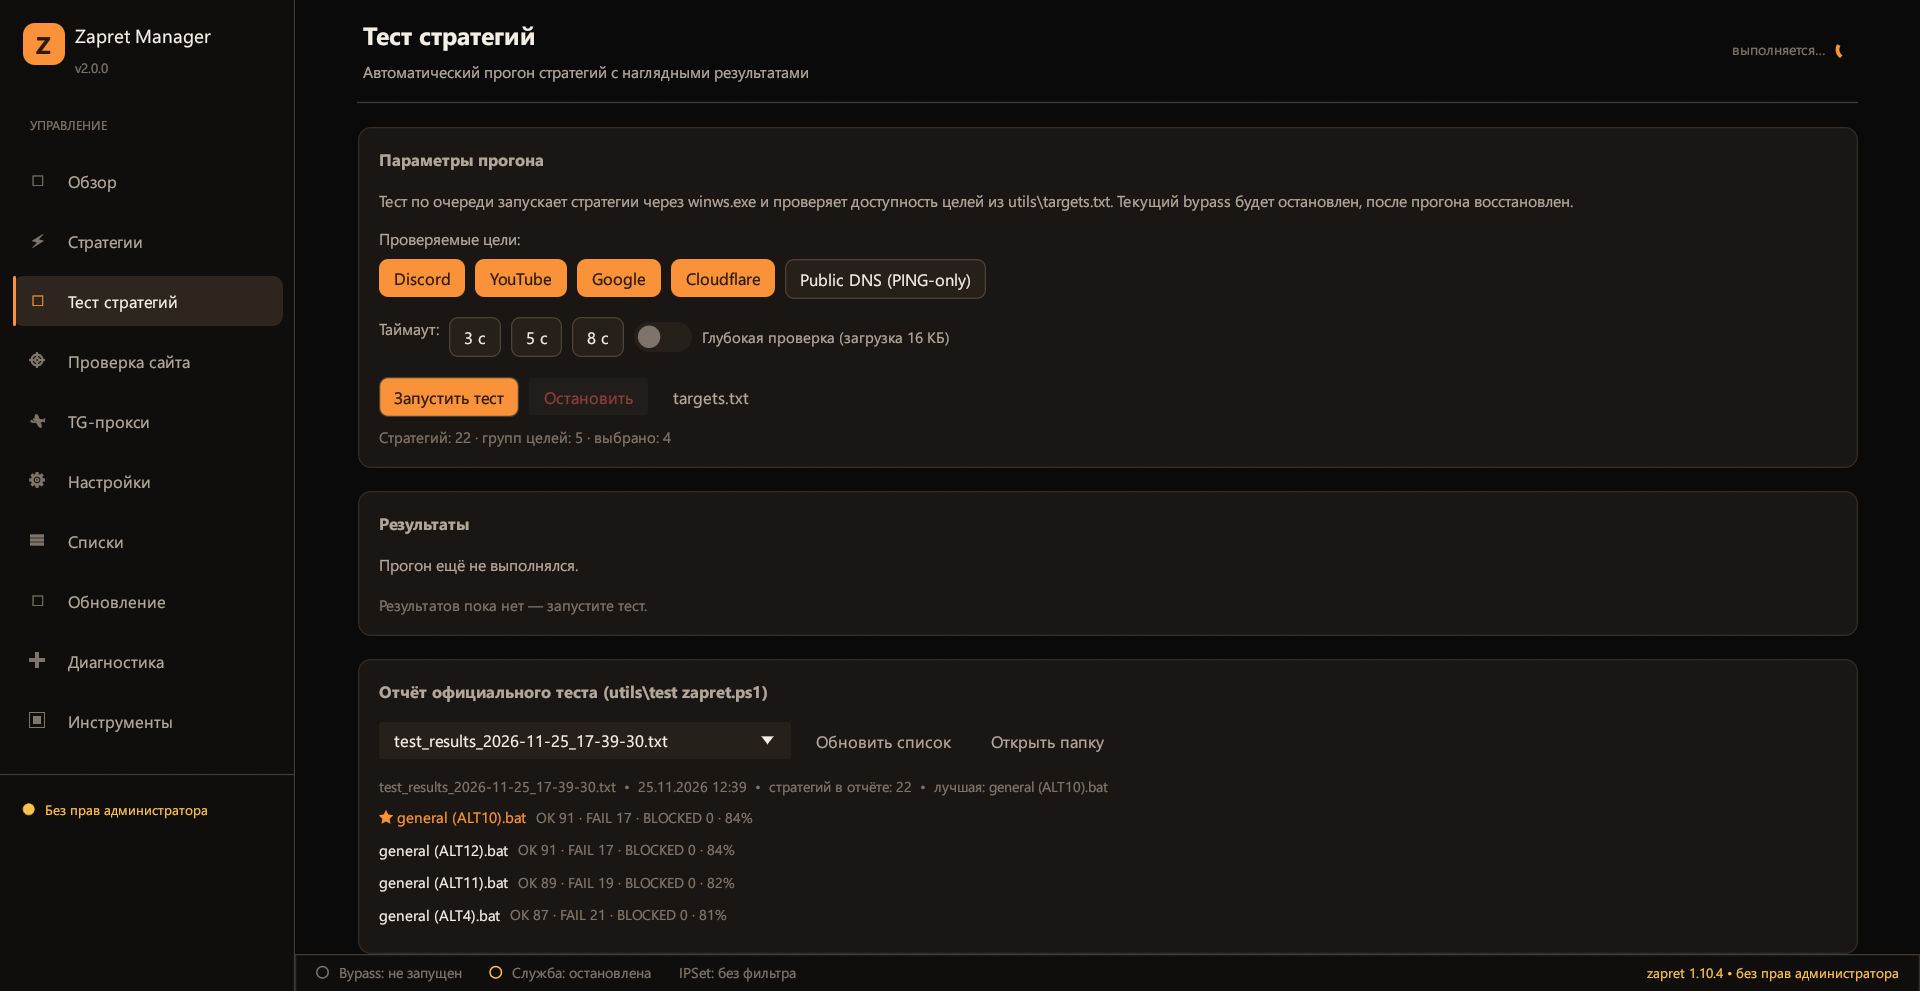 Z
Zapret Manager
v2.0.0
УПРАВЛЕНИЕ
Обзор
Стратегии
Тест стратегий
Проверка сайта
TG-прокси
Настройки
Списки
Обновление
Диагностика
Инструменты
Без прав администратора
Тест стратегий
Автоматический прогон стратегий с наглядными результатами
выполняется...
Параметры прогона
Тест по очереди запускает стратегии через winws.exe и проверяет доступность целей из utils\targets.txt. Текущий bypass будет остановлен, после прогона восстановлен.
Проверяемые цели:
Discord YouTube Google Cloudflare Public DNS (PING-only)
Таймаут: 3 с 5 с 8 с Глубокая проверка (загрузка 16 КБ)
Запустить тест Остановить targets.txt
Стратегий: 22 · групп целей: 5 · выбрано: 4
Результаты
Прогон ещё не выполнялся.
Результатов пока нет — запустите тест.
Отчёт официального теста (utils\test zapret.ps1)
test_results_2026-11-25_17-39-30.txt Обновить список Открыть папку
test_results_2026-11-25_17-39-30.txt • 25.11.2026 12:39 • стратегий в отчёте: 22 • лучшая: general (ALT10).bat
★ general (ALT10).bat OK 91 · FAIL 17 · BLOCKED 0 · 84%
general (ALT12).bat OK 91 · FAIL 17 · BLOCKED 0 · 84%
general (ALT11).bat OK 89 · FAIL 19 · BLOCKED 0 · 82%
general (ALT4).bat OK 87 · FAIL 21 · BLOCKED 0 · 81%
Bypass: не запущен Служба: остановлена IPSet: без фильтра zapret 1.10.4 • без прав администратора